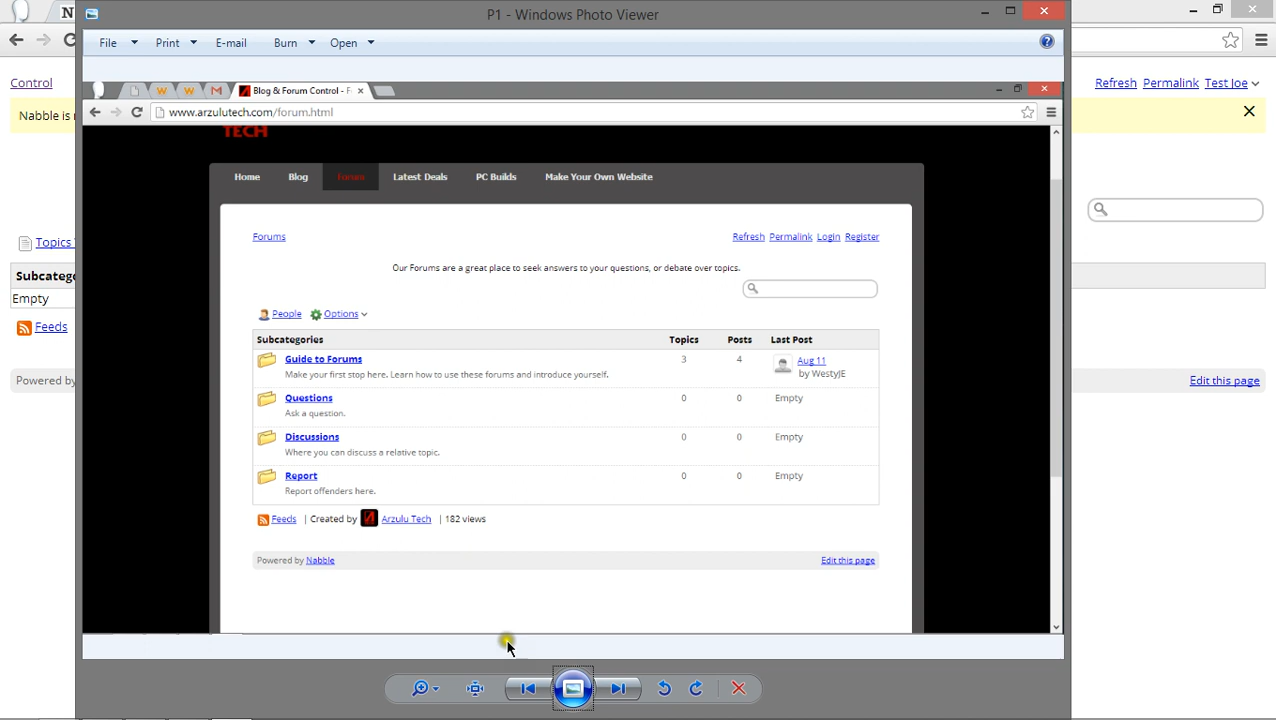 N
P1 - Windows Photo Viewer
File Print E-mail Burn Open
Blog & Forum Control - F
www.arzulutech.com/forum.html
Control
Refresh Permalink Test Joe
Nabble is
TECH
Home Blog Forum Latest Deals PC Builds Make Your Own Website
Forums
Refresh Permalink Login Register
Our Forums are a great place to seek answers to your questions, or debate over topics.
Topics
People Options
Subcategories Topics Posts Last Post
Guide to Forums 3 4 Aug 11
Make your first stop here. Learn how to use these forums and introduce yourself. by WestyJE
Questions 0 0 Empty
Ask a question.
Discussions 0 0 Empty
Where you can discuss a relative topic.
Report 0 0 Empty
Report offenders here.
Feeds | Created by Arzulu Tech | 182 views
Powered by Nabble Edit this page
Subcatego
Empty
Feeds
Powered by
Edit this page